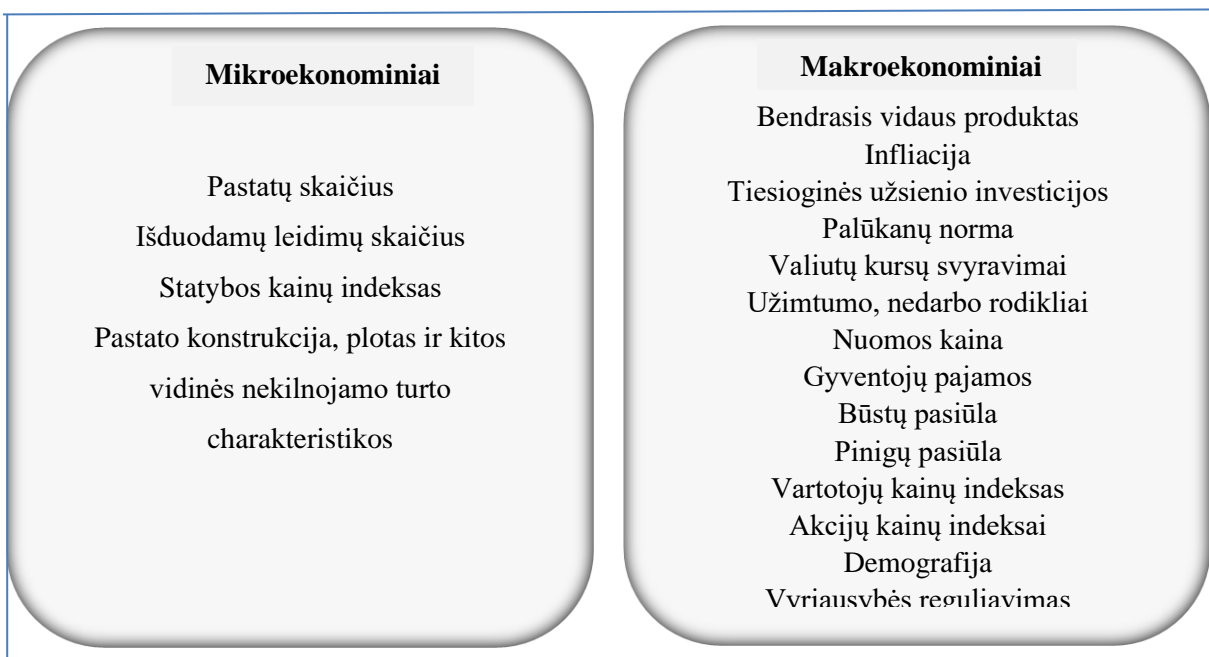 Mikroekonominiai
Pastatų skaičius
Išduodamų leidimų skaičius
Statybos kainų indeksas
Pastato konstrukcija, plotas ir kitos
vidinės nekilnojamo turto
charakteristikos
Makroekonominiai
Bendrasis vidaus produktas
Infliacija
Tiesioginės užsienio investicijos
Palūkanų norma
Valiutų kursų svyravimai
Užimtumo, nedarbo rodikliai
Nuomos kaina
Gyventojų pajamos
Būstų pasiūla
Pinigų pasiūla
Vartotojų kainų indeksas
Akcijų kainų indeksai
Demografija
Vyriausybės reguliavimas